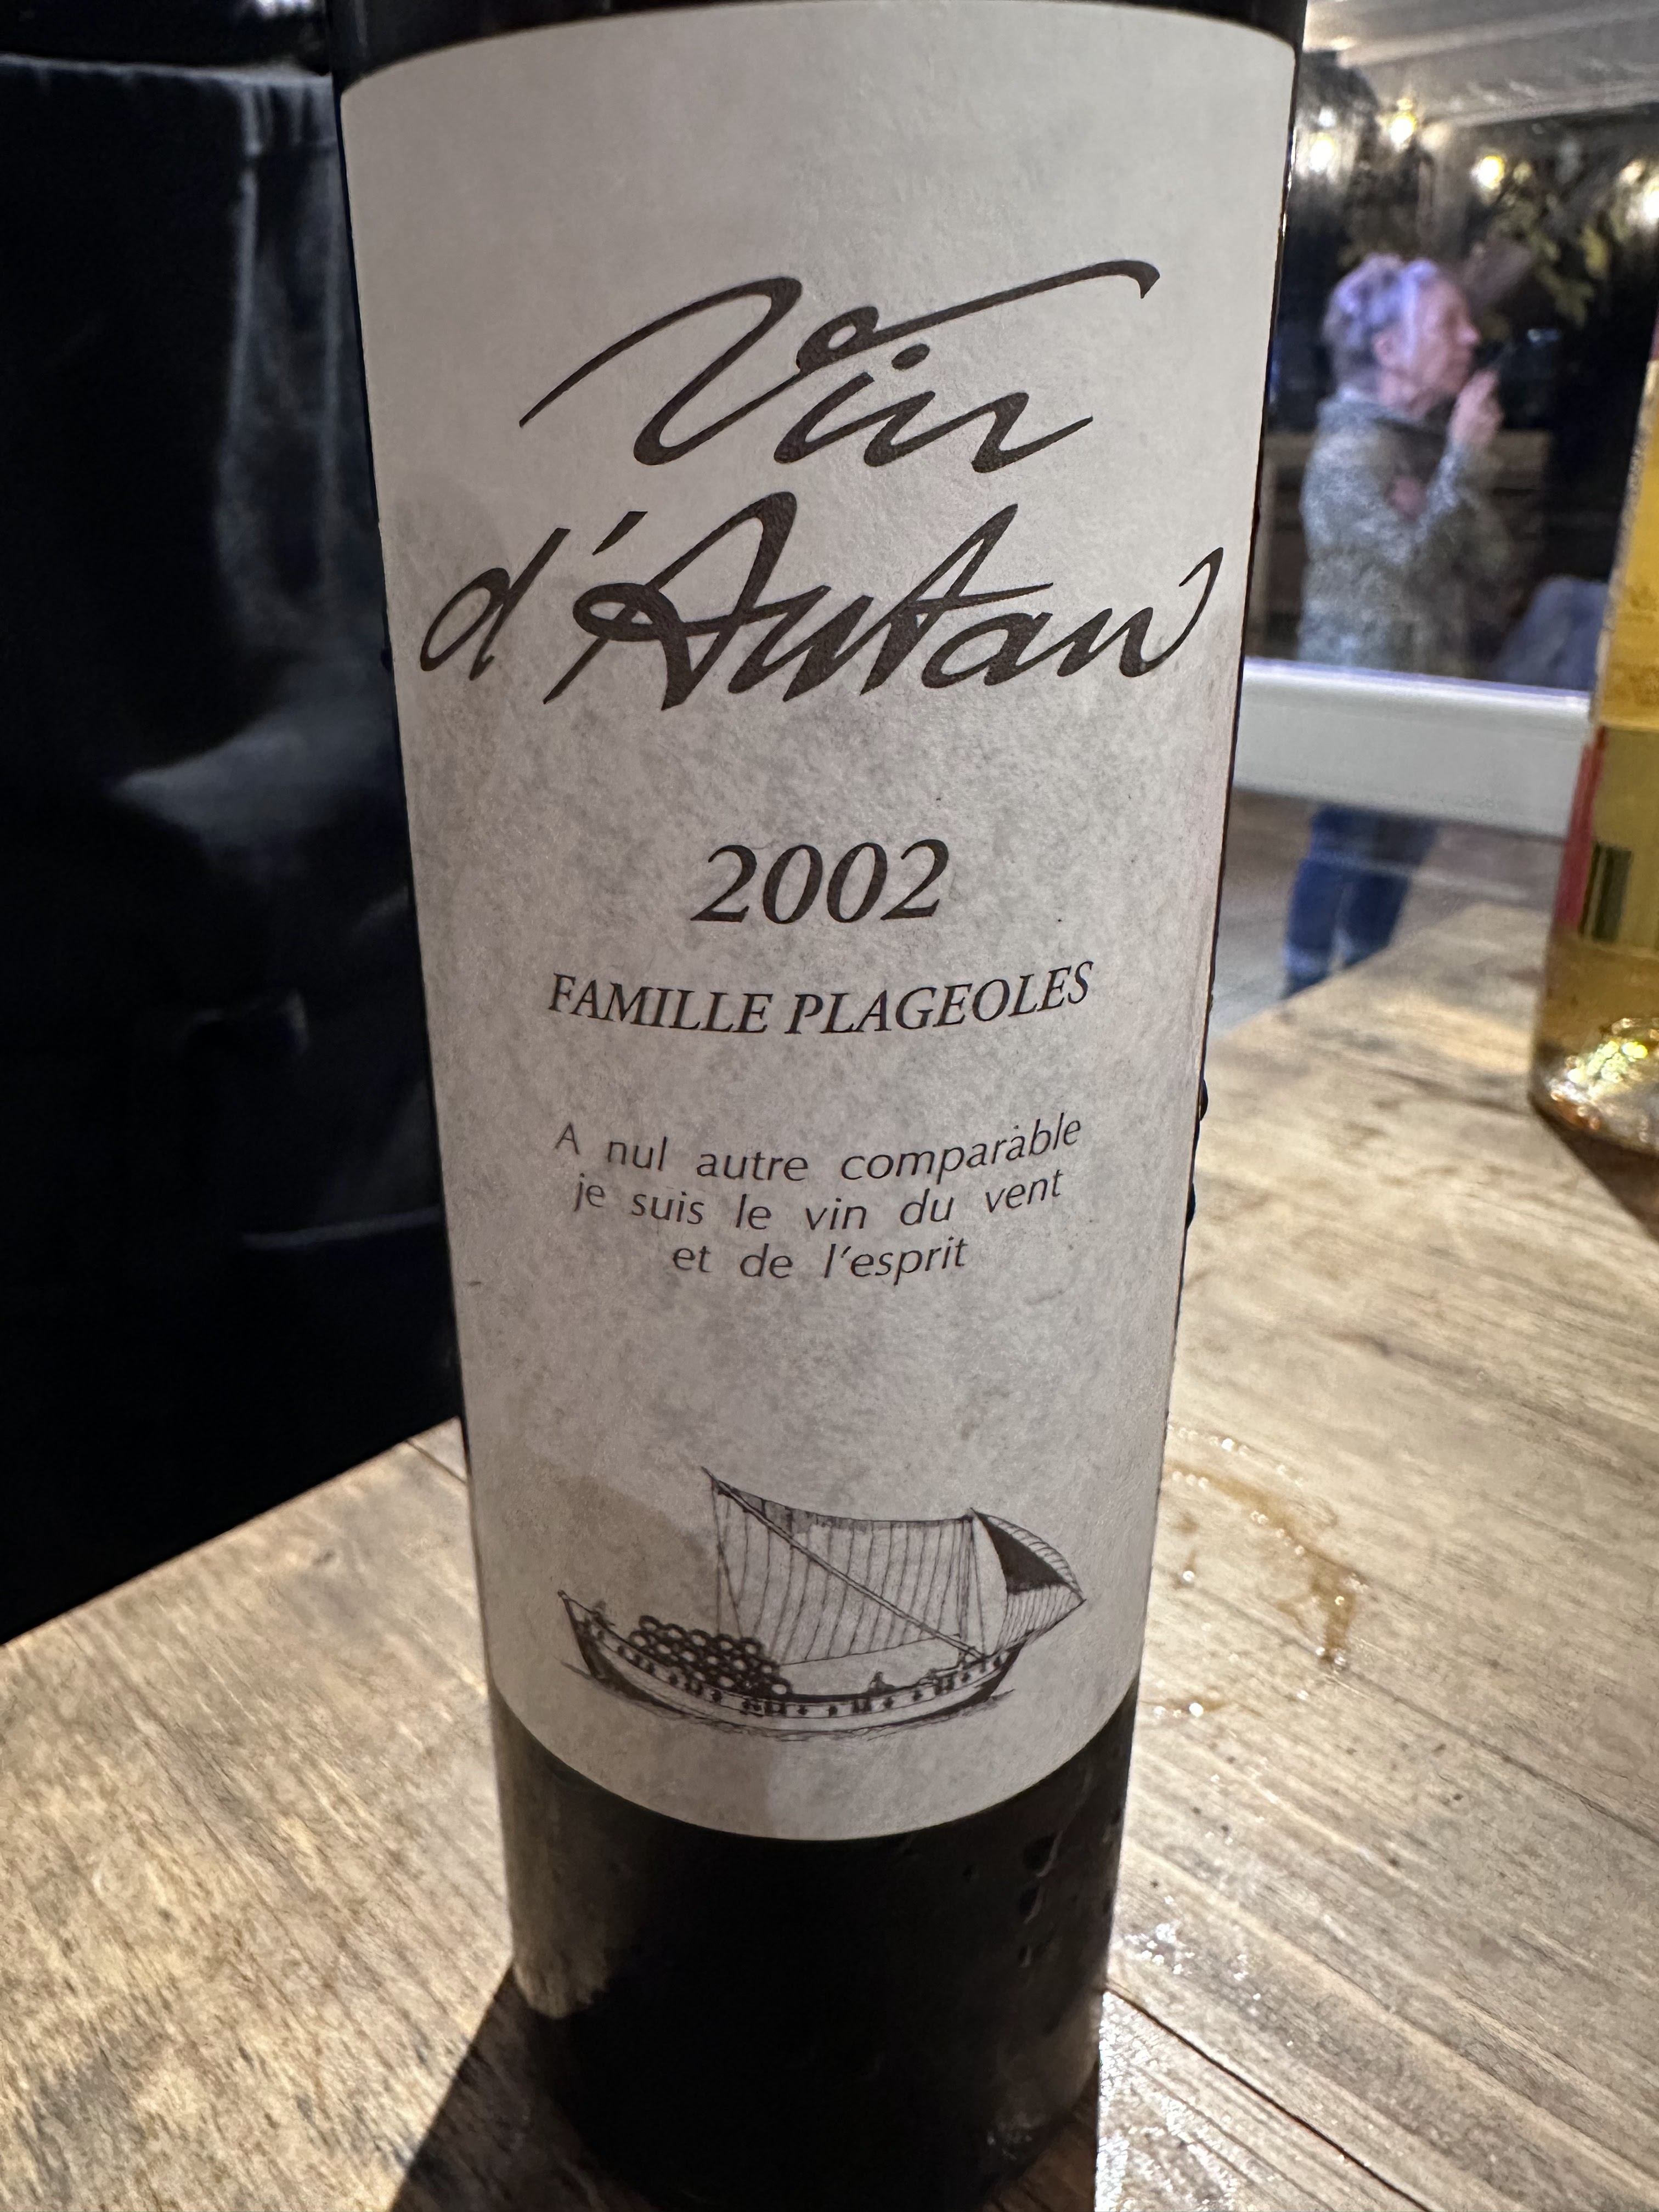 Vin
d'Autan
2002
FAMILLE PLAGEOLES
A nul autre comparable
je suis le vin du vent
et de l'esprit